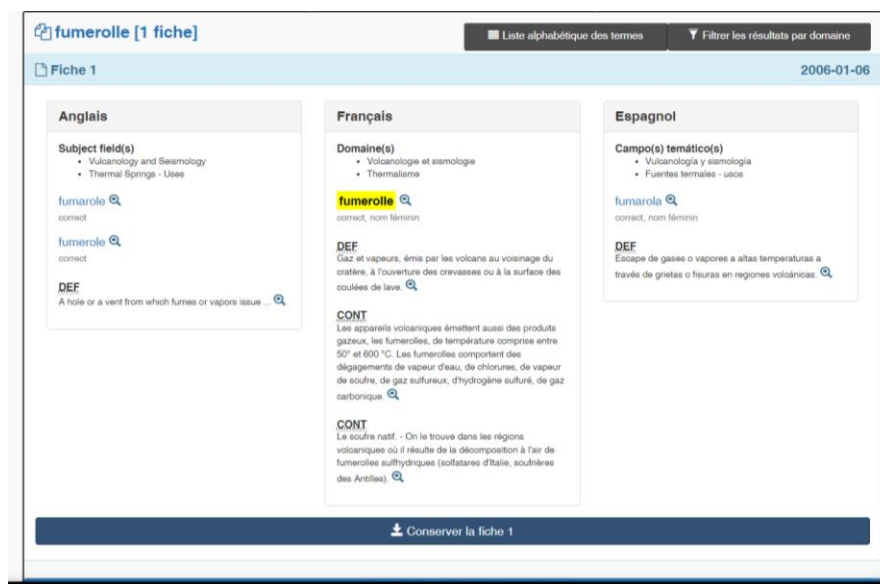 fumerolle [1 fiche]
Liste alphabétique des termes
Filtrer les résultats par domaine
Fiche 1
2006-01-06
Anglais
Subject field(s)
• Vulcanology and Seismology
• Thermal Springs - Uses
fumarole
correct
fumerole
correct
DEF
A hole or a vent from which fumes or vapors issue ...
Français
Domaine(s)
• Volcanologie et sismologie
• Thermalisme
fumerolle
correct, nom féminin
DEF
Gaz et vapeurs, émis par les volcans au voisinage du
cratère, à l'ouverture des crevasses ou à la surface des
coulées de lave.
CONT
Les appareils volcaniques émettent aussi des produits
gazeux, les fumerolles, de température comprise entre
50° et 600 °C. Les fumerolles comportent des
dégagements de vapeur d'eau, de chlorures, de vapeur
de soufre, de gaz sulfureux, d'hydrogène sulfuré, de gaz
carbonique.
CONT
Le soufre natif. - On le trouve dans les régions
volcaniques où il résulte de la décomposition à l'air de
fumerolles sulfhydriques (solfatares d'Italie, soufrières
des Antilles).
Espagnol
Campo(s) temático(s)
• Vulcanología y sismología
• Fuentes termales - usos
fumarola
correct, nom féminin
DEF
Escape de gases o vapores a altas temperaturas a
través de grietas o fisuras en regiones volcánicas.
Conserver la fiche 1